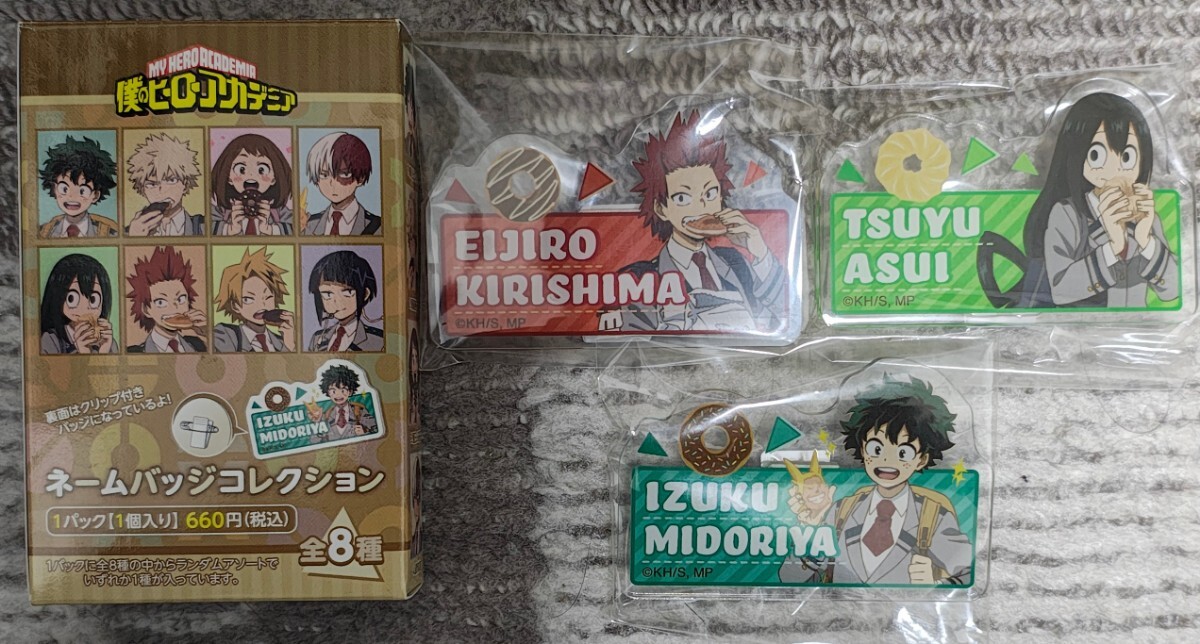 MY HERO ACADEMIA
僕のヒーローアカデミア
裏面はクリップ付き
バッジになっているよ!
IZUKU
MIDORIYA
ネームバッジコレクション
1パック【1個入り】660円(税込)
全8種
1パックに全8種の中からランダムアソートで
いずれか1種が入っています。
EIJIRO
KIRISHIMA
©KH/S, MP
TSUYU
ASUI
©KH/S, MP
IZUKU
MIDORIYA
©KH/S, MP